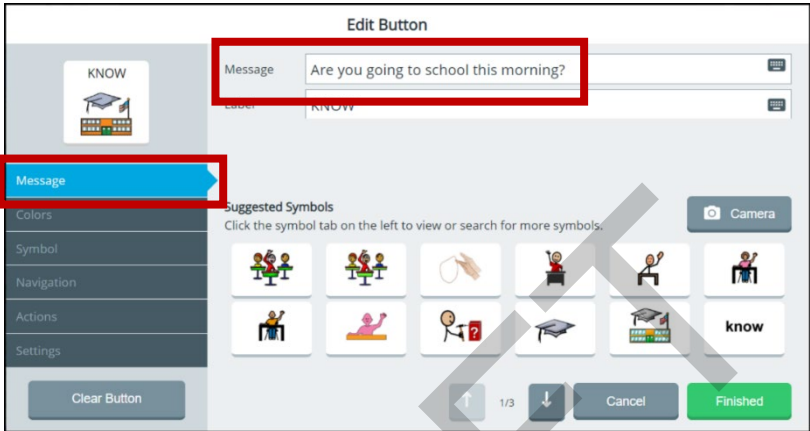 Edit Button
KNOW
Message Are you going to school this morning?
Label KNOW
Message
Colors
Symbol
Navigation
Actions
Settings
Clear Button
Suggested Symbols
Click the symbol tab on the left to view or search for more symbols.
Camera
know
1/3
Cancel
Finished